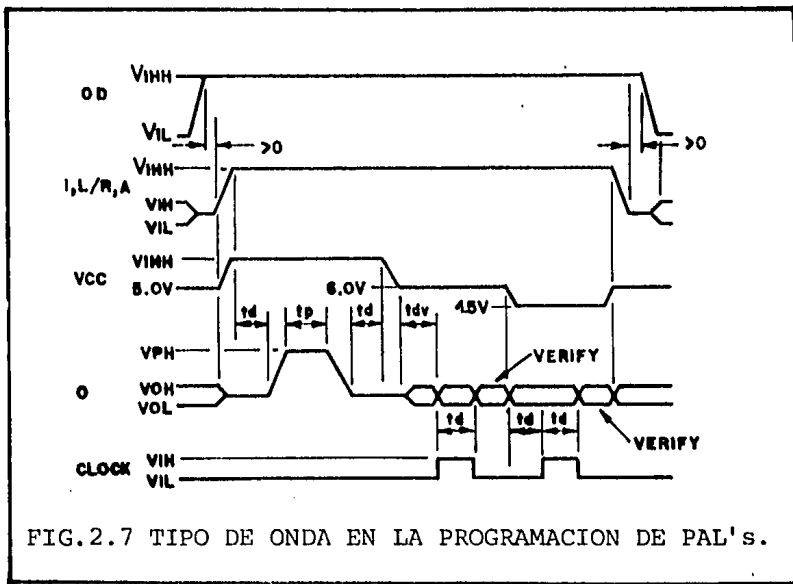 OD
VIHH
VIL
>0
>0
I,L/R,A
VIHH
VIH
VIL
VCC
VIHH
5.0V
6.0V
4.5V
td
tp
td
tdv
O
VPH
VOH
VOL
VERIFY
td
td
td
VERIFY
CLOCK
VIH
VIL
FIG.2.7 TIPO DE ONDA EN LA PROGRAMACION DE PAL's.